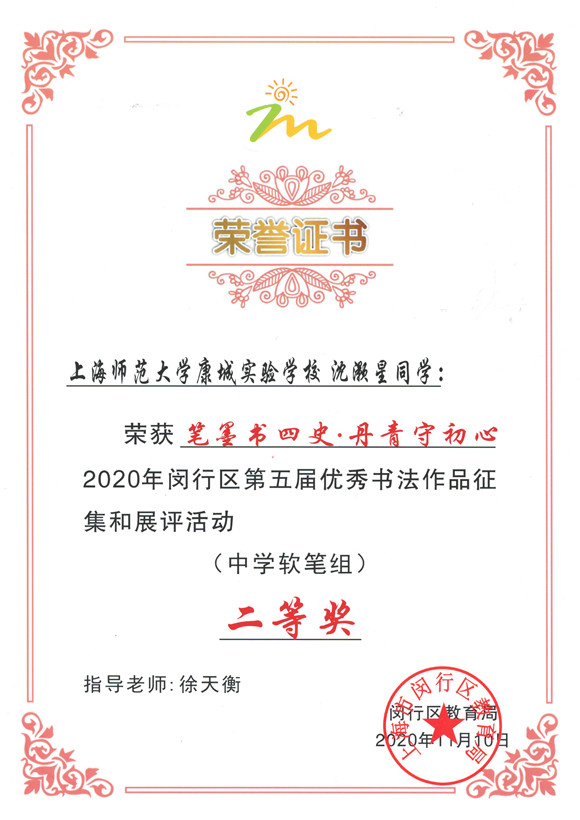 荣誉证书
上海师范大学康城实验学校 沈灏星同学:
荣获 笔墨书四史·丹青守初心
2020年闵行区第五届优秀书法作品征
集和展评活动
（中学软笔组）
二等奖
指导老师:徐天衡
上海市闵行区教育局
闵行区教育局
2020年11月10日